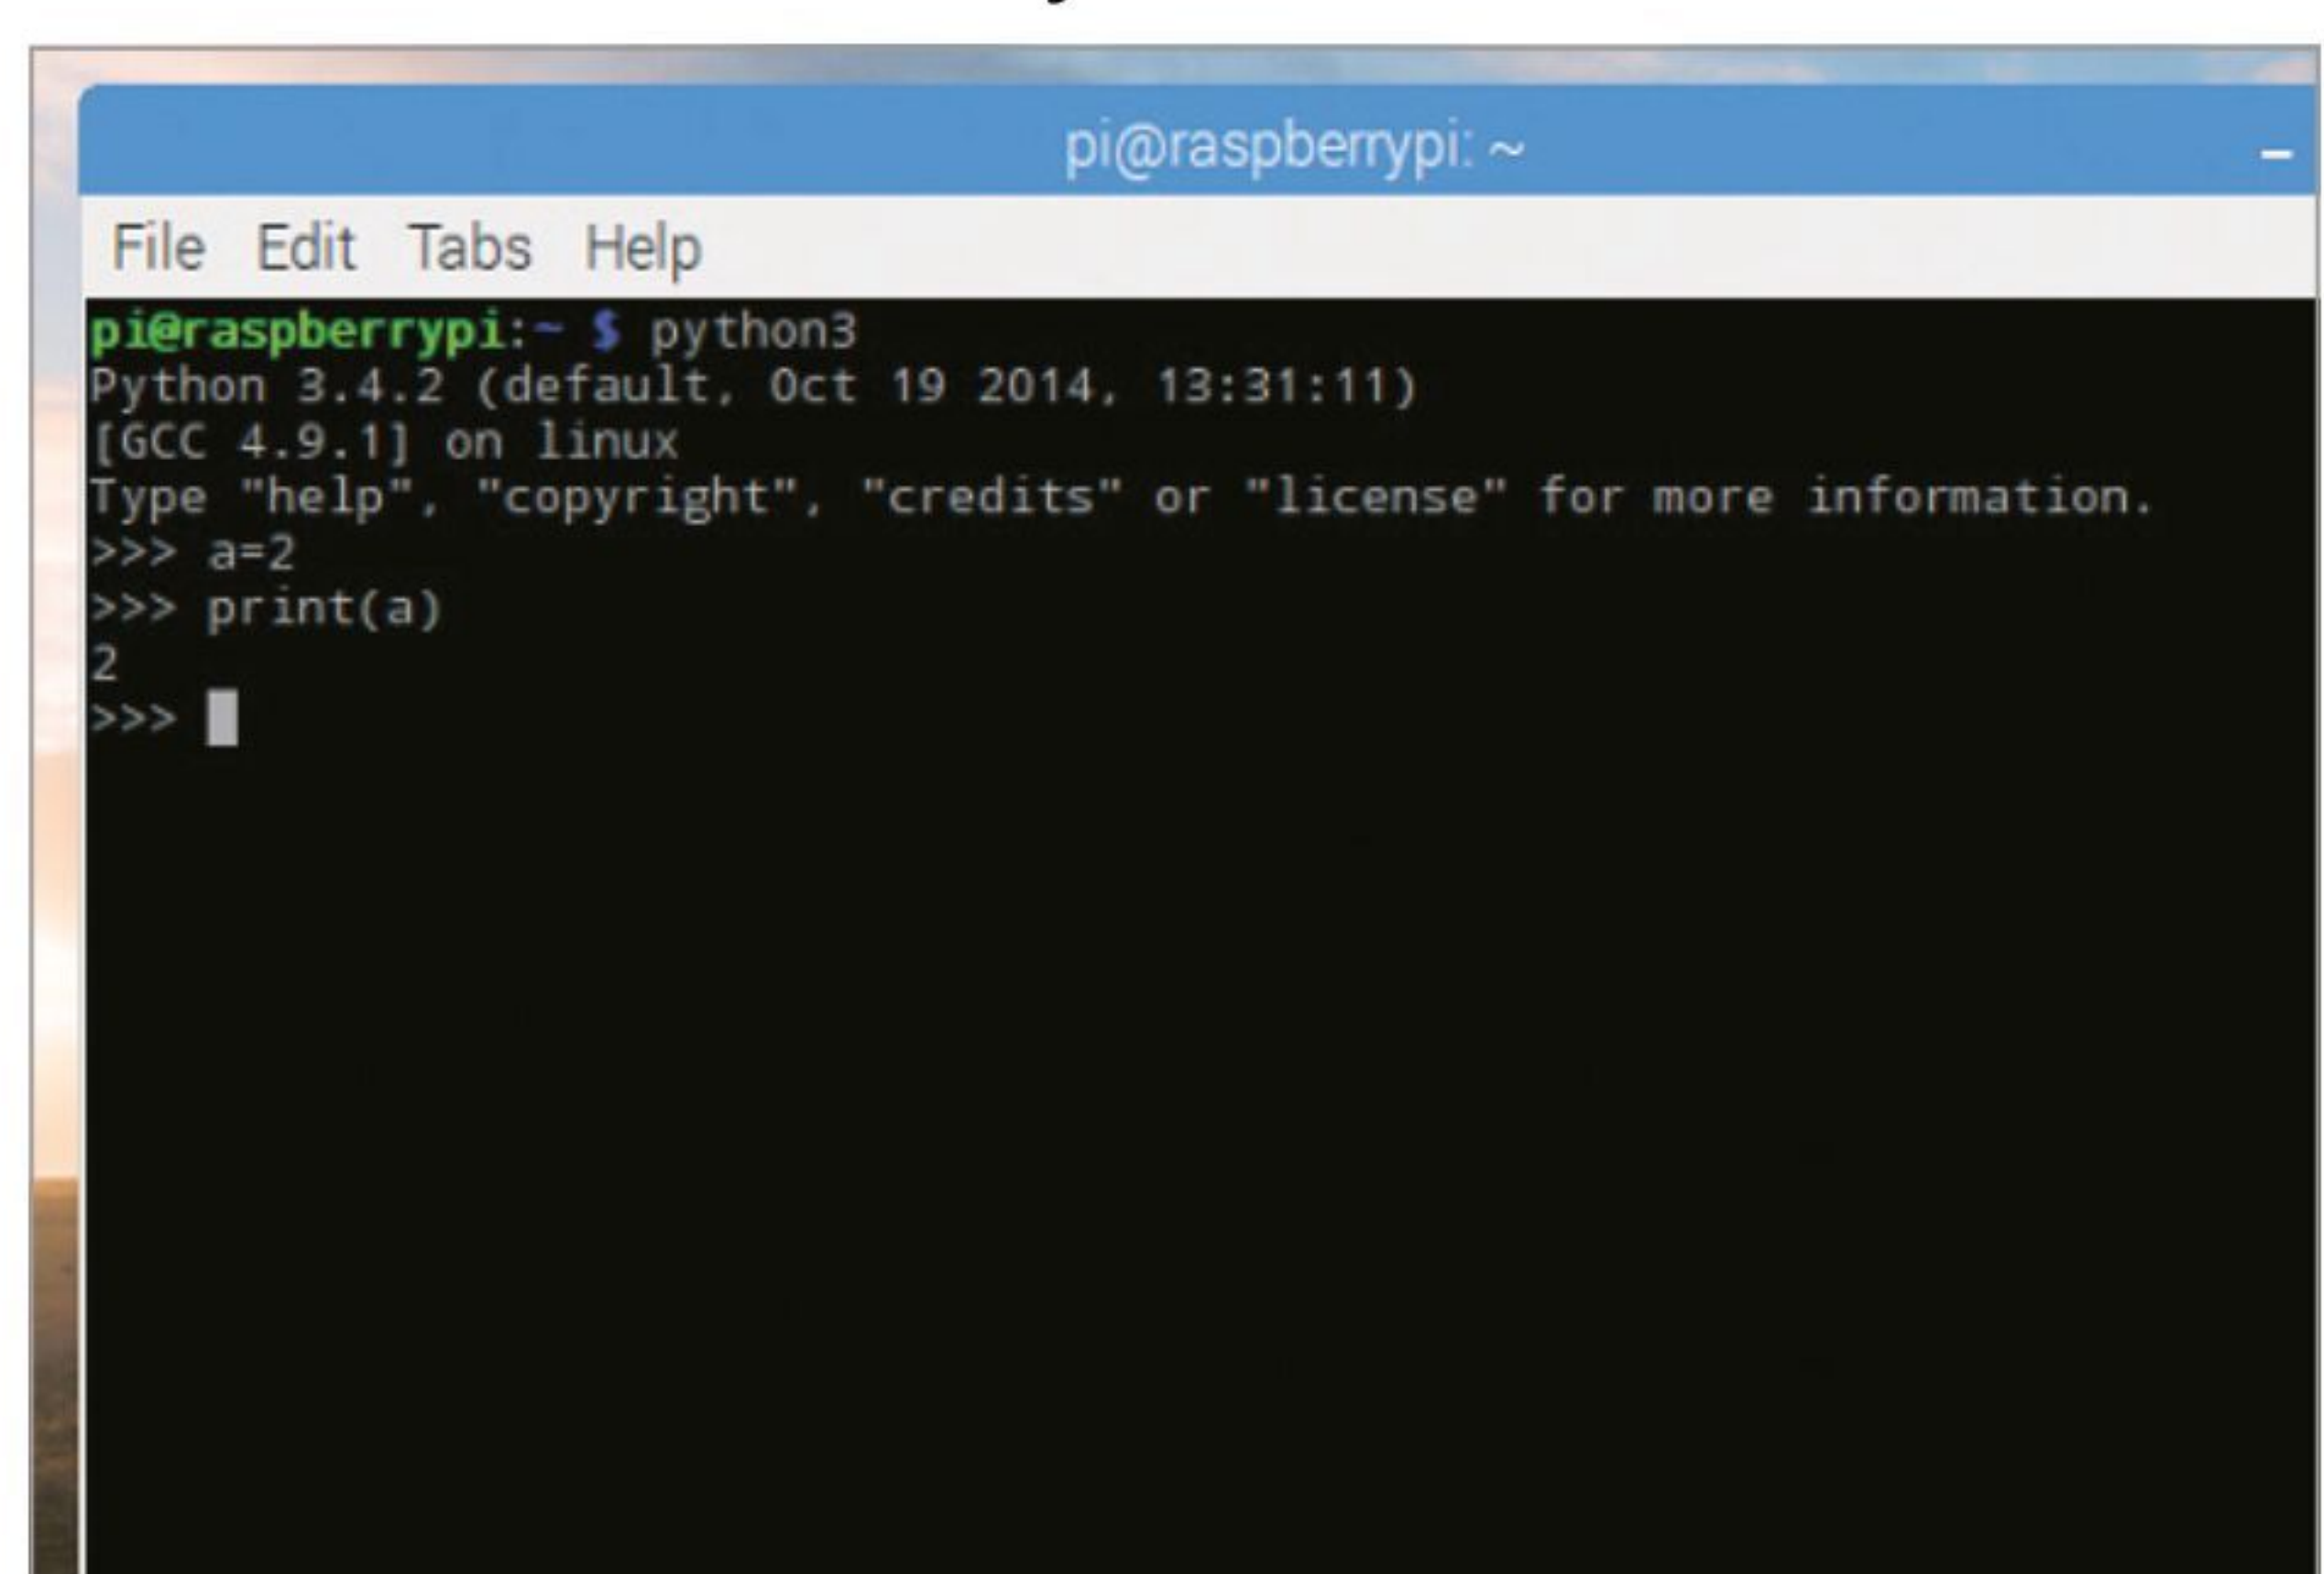 pi@raspberrypi: ~
File Edit Tabs Help
pi@raspberrypi:~ $ python3
Python 3.4.2 (default, Oct 19 2014, 13:31:11)
[GCC 4.9.1] on linux
Type "help", "copyright", "credits" or "license" for more information.
>>> a=2
>>> print(a)
2
>>>